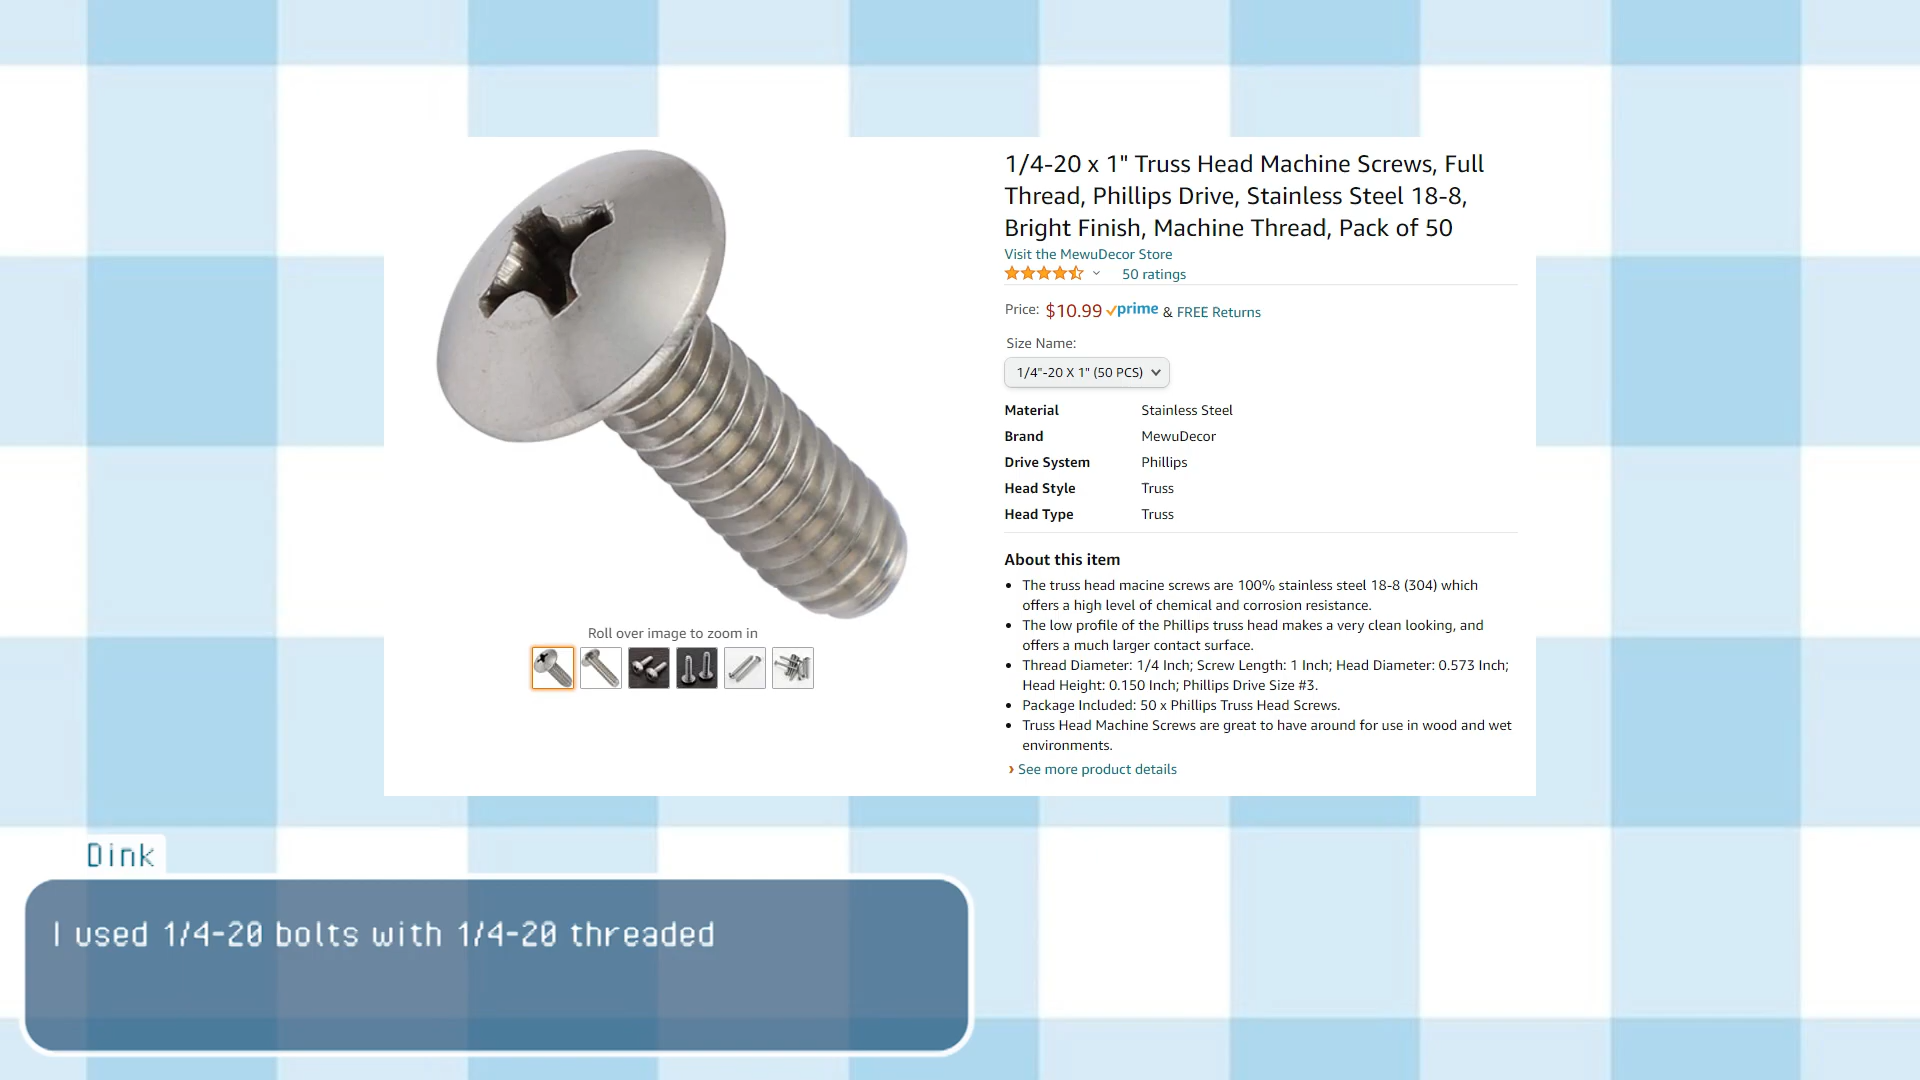 1/4-20 x 1" Truss Head Machine Screws, Full
Thread, Phillips Drive, Stainless Steel 18-8,
Bright Finish, Machine Thread, Pack of 50
Visit the MewuDecor Store
50 ratings
Price: $10.99 prime & FREE Returns
Size Name:
1/4"-20 X 1" (50 PCS)
Material Stainless Steel
Brand MewuDecor
Drive System Phillips
Head Style Truss
Head Type Truss
About this item
• The truss head macine screws are 100% stainless steel 18-8 (304) which
offers a high level of chemical and corrosion resistance.
• The low profile of the Phillips truss head makes a very clean looking, and
offers a much larger contact surface.
• Thread Diameter: 1/4 Inch; Screw Length: 1 Inch; Head Diameter: 0.573 Inch;
Head Height: 0.150 Inch; Phillips Drive Size #3.
• Package Included: 50 x Phillips Truss Head Screws.
• Truss Head Machine Screws are great to have around for use in wood and wet
environments.
› See more product details
Roll over image to zoom in
Dink
I used 1/4-20 bolts with 1/4-20 threaded